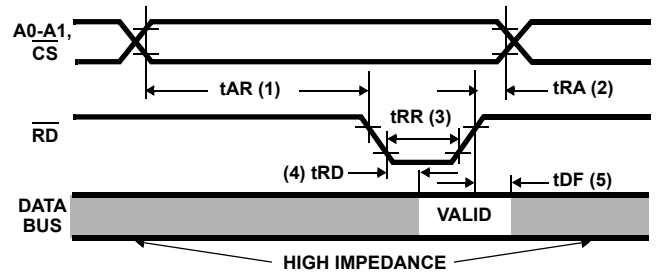 A0-A1,
CS
tAR (1)
tRA (2)
tRR (3)
RD
(4) tRD
tDF (5)
DATA
BUS
VALID
HIGH IMPEDANCE